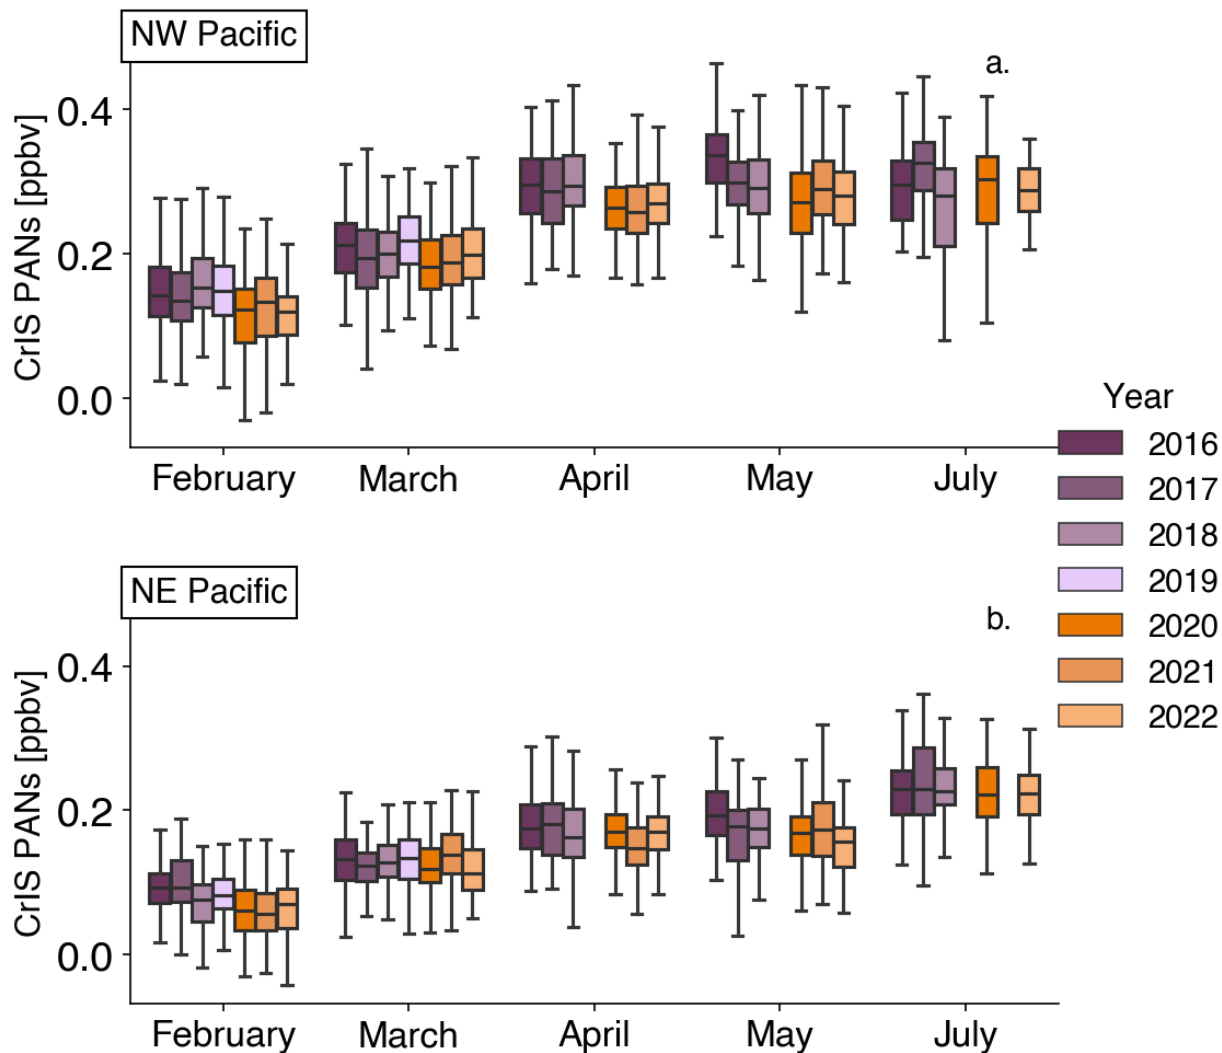 NW Pacific
a.
CrIS PANs [ppbv]
0.4
0.2
0.0
February March April May July
Year
2016
2017
2018
2019
2020
2021
2022
NE Pacific
b.
CrIS PANs [ppbv]
0.4
0.2
0.0
February March April May July